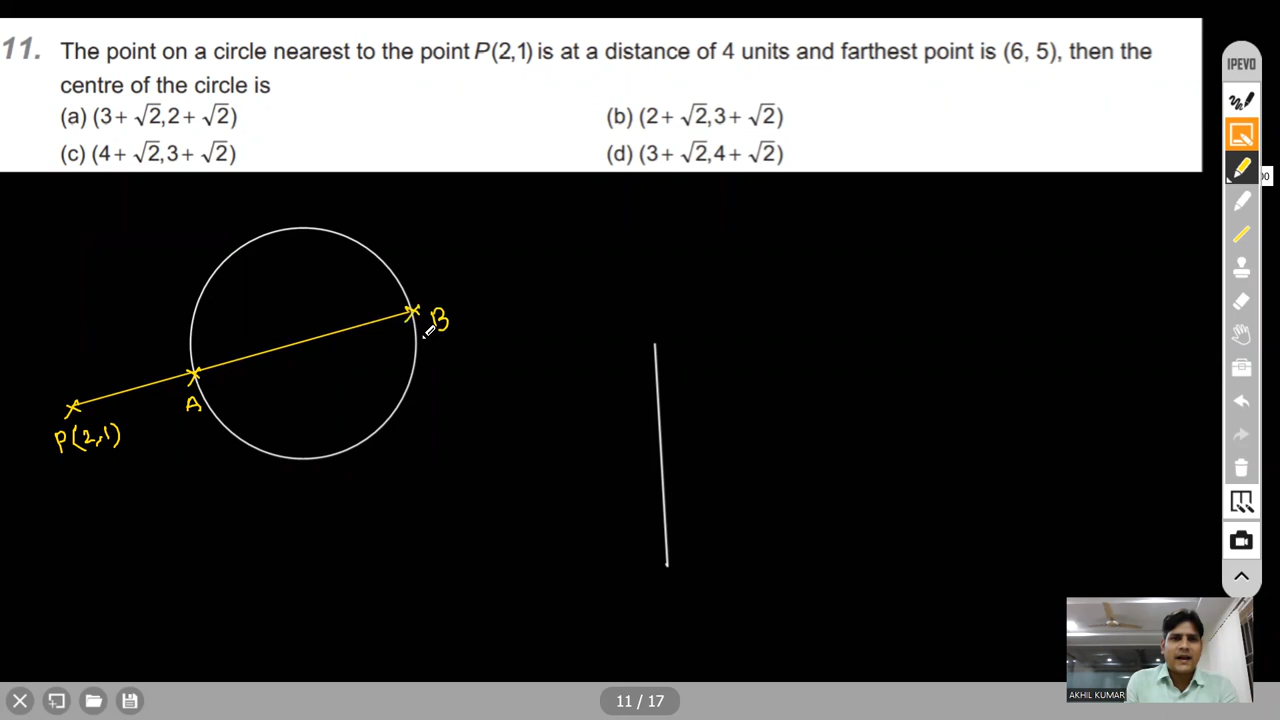 11. The point on a circle nearest to the point P(2,1) is at a distance of 4 units and farthest point is (6, 5), then the
centre of the circle is
(a) (3 + √2,2 + √2) (b) (2 + √2,3 + √2)
(c) (4 + √2,3 + √2) (d) (3 + √2,4 + √2)
IPEVO
00
B
A
P(2,1)
AKHIL KUMAR
11 / 17